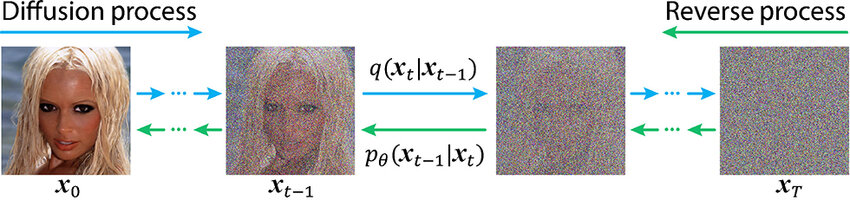 Diffusion process
Reverse process
q(x_t|x_{t−1})
p_θ(x_{t−1}|x_t)
x_0
x_{t−1}
x_T